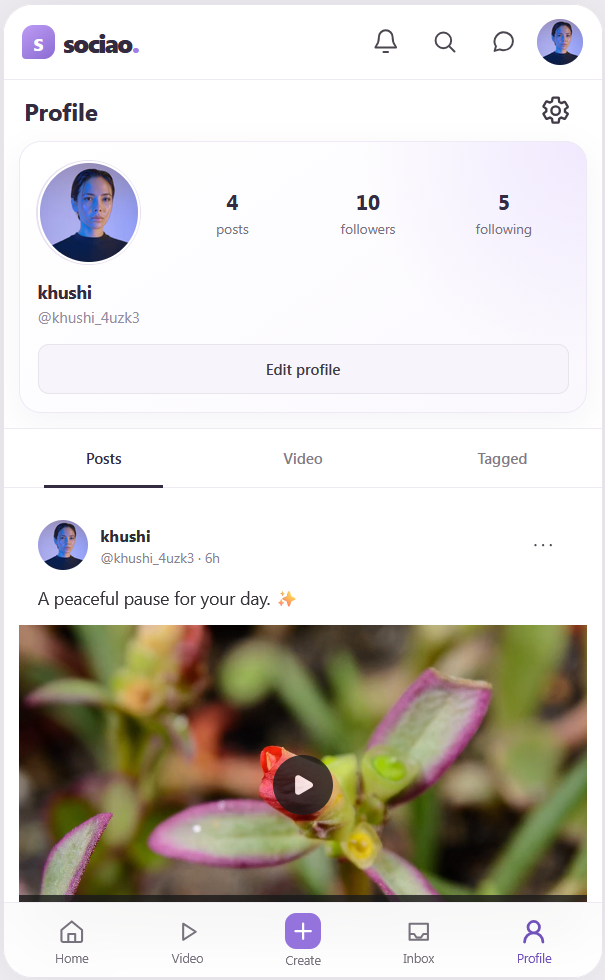 s sociao.
Profile
4 10 5
posts followers following
khushi
@khushi_4uzk3
Edit profile
Posts Video Tagged
khushi
@khushi_4uzk3 · 6h
A peaceful pause for your day. ✨
Home Video Create Inbox Profile